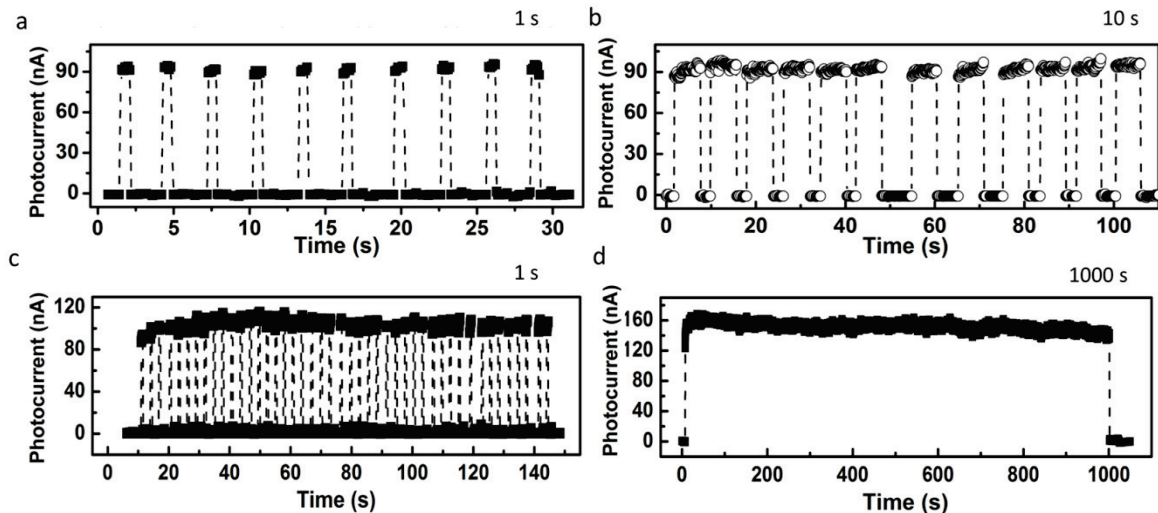 a
1 s
Photocurrent (nA)
90
60
30
0
0 5 10 15 20 25 30
Time (s)
b
10 s
Photocurrent (nA)
120
90
60
30
0
0 20 40 60 80 100
Time (s)
c
1 s
Photocurrent (nA)
120
80
40
0
0 20 40 60 80 100 120 140
Time (s)
d
1000 s
Photocurrent (nA)
160
120
80
40
0
0 200 400 600 800 1000
Time (s)